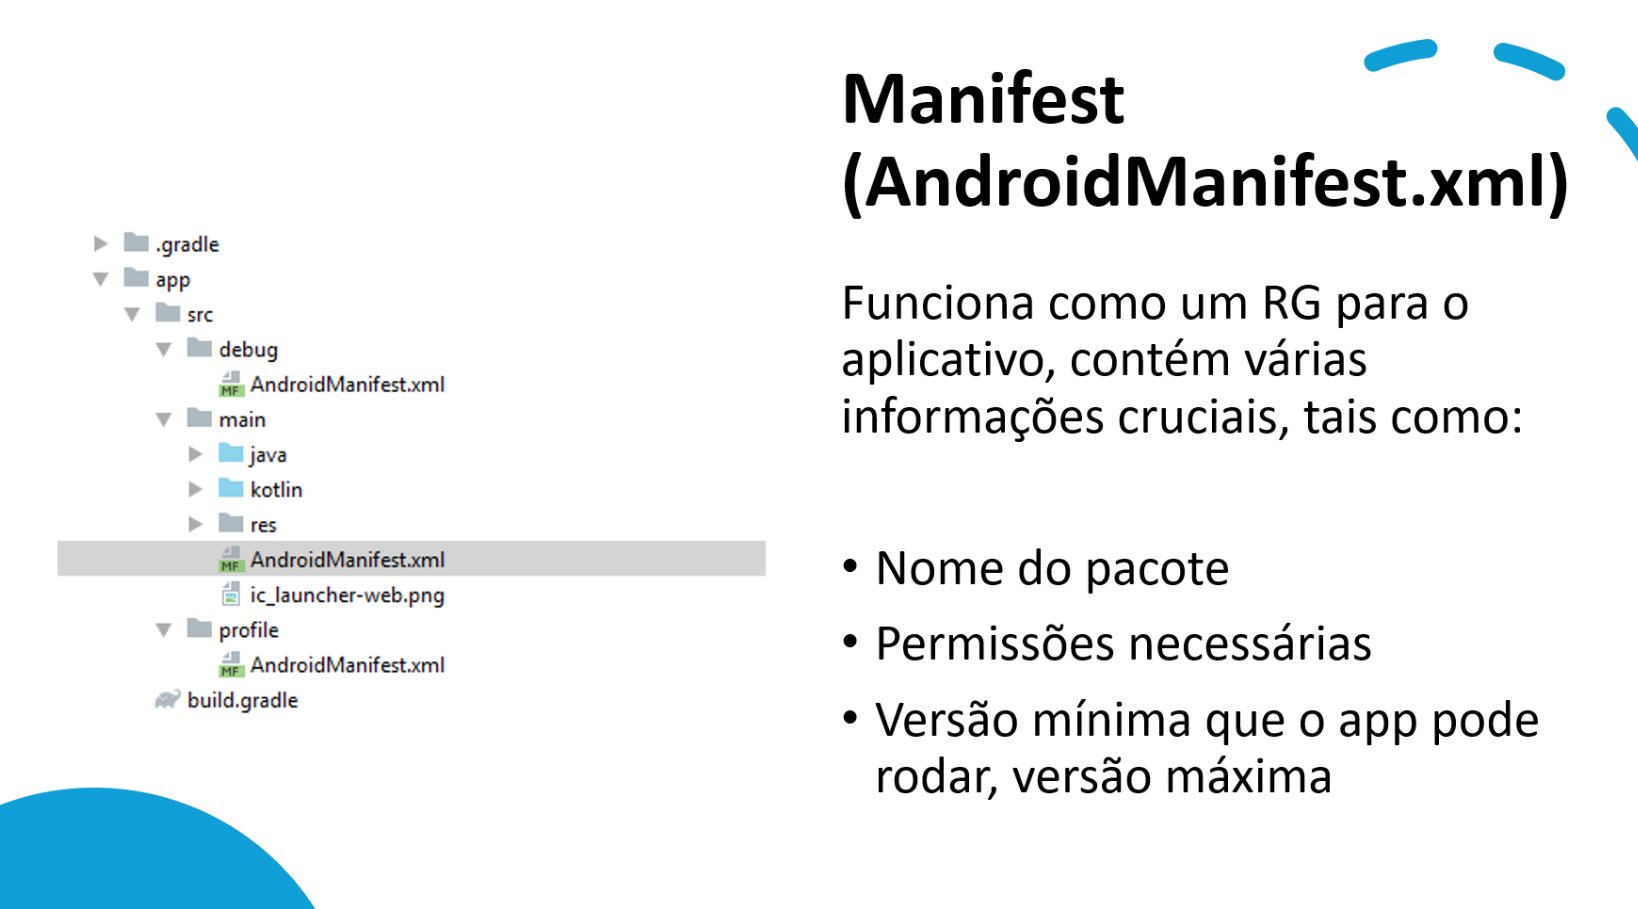 .gradle
app
src
debug
MF AndroidManifest.xml
main
java
kotlin
res
MF AndroidManifest.xml
ic_launcher-web.png
profile
MF AndroidManifest.xml
build.gradle
Manifest
(AndroidManifest.xml)
Funciona como um RG para o
aplicativo, contém várias
informações cruciais, tais como:
• Nome do pacote
• Permissões necessárias
• Versão mínima que o app pode
rodar, versão máxima